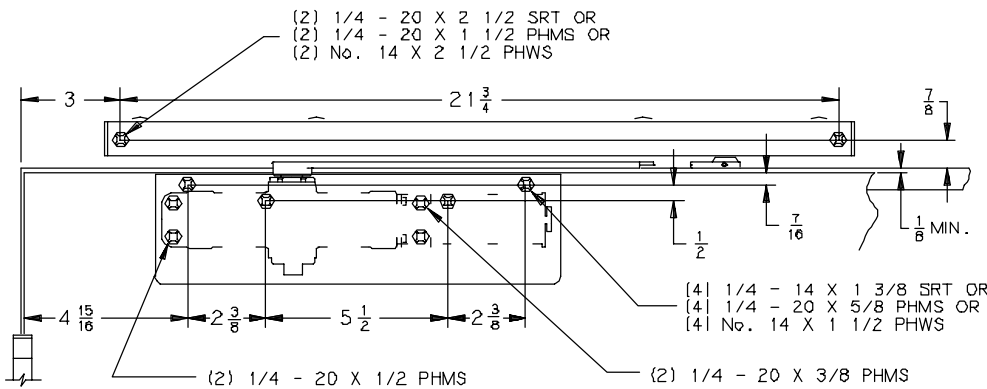 (2) 1/4 - 20 X 2 1/2 SRT OR
(2) 1/4 - 20 X 1 1/2 PHMS OR
(2) No. 14 X 2 1/2 PHWS
3
21 3/4
7/8
7/16
1/8 MIN.
1/2
(4) 1/4 - 14 X 1 3/8 SRT OR
(4) 1/4 - 20 X 5/8 PHMS OR
(4) No. 14 X 1 1/2 PHWS
4 15/16
2 3/8
5 1/2
2 3/8
(2) 1/4 - 20 X 1/2 PHMS
(2) 1/4 - 20 X 3/8 PHMS